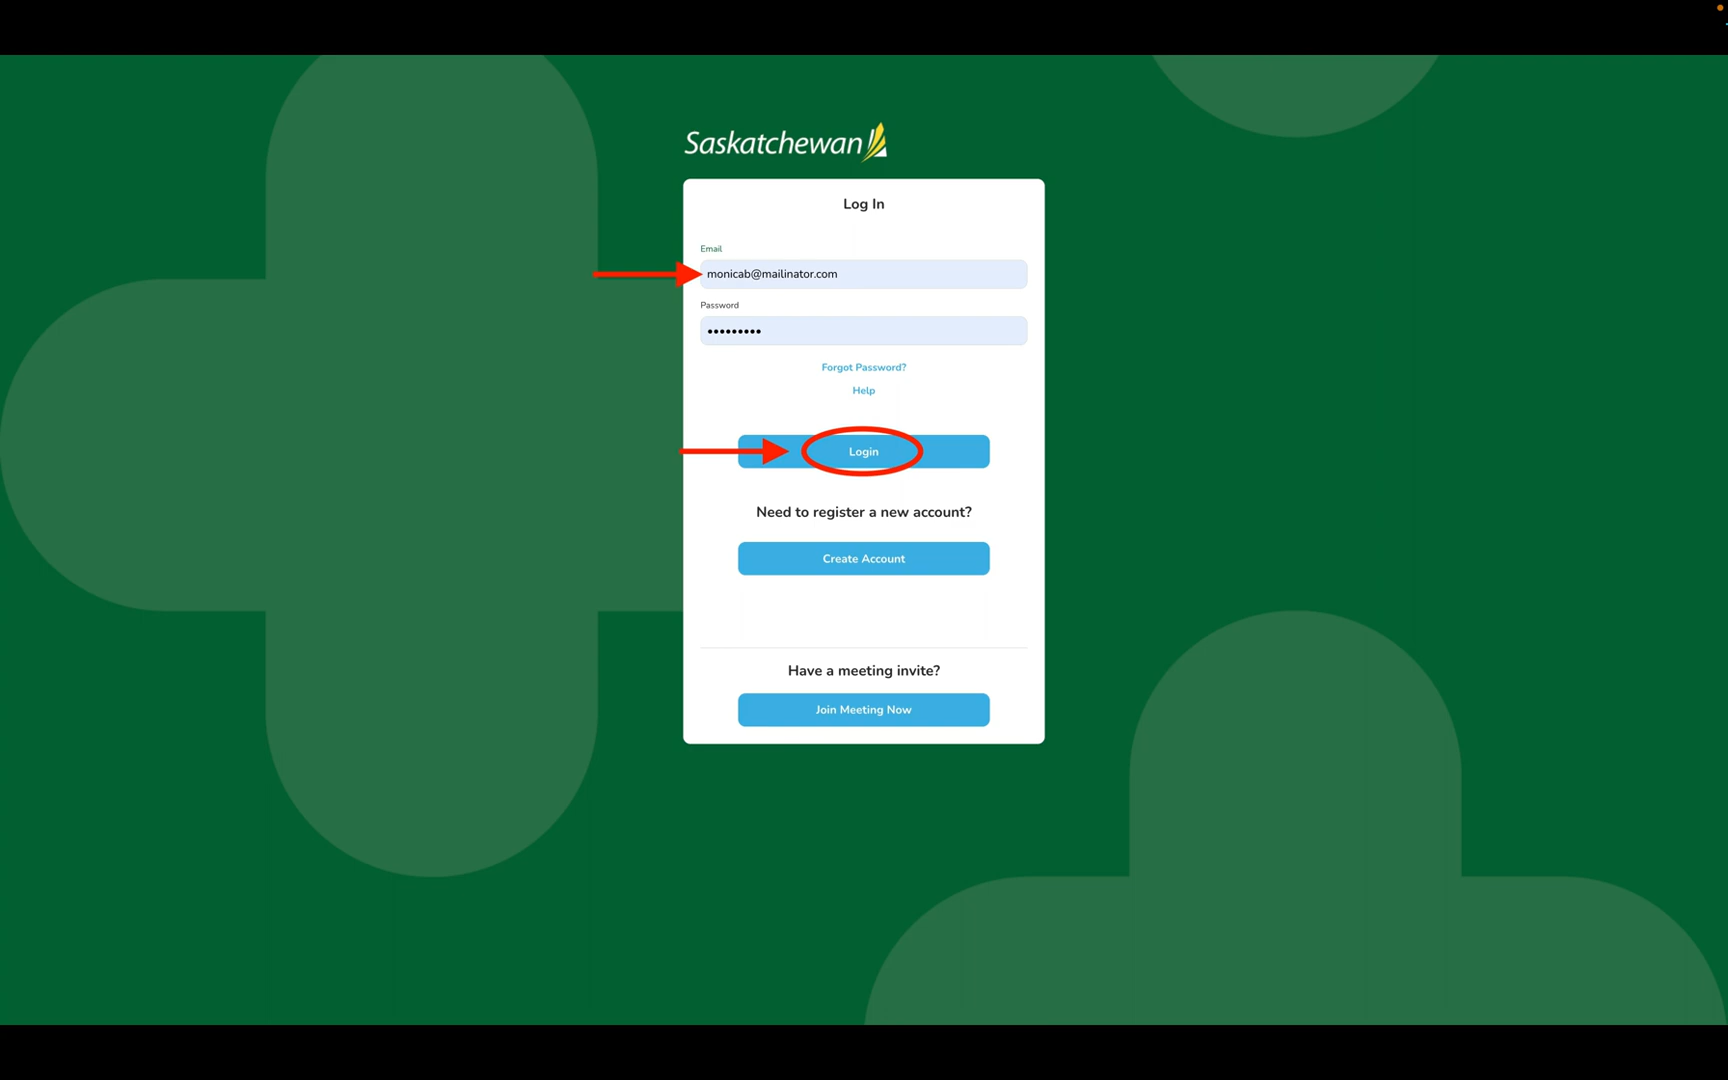 Saskatchewan
Log In
Email
monicab@mailinator.com
Password
•••••••••
Forgot Password?
Help
Login
Need to register a new account?
Create Account
Have a meeting invite?
Join Meeting Now